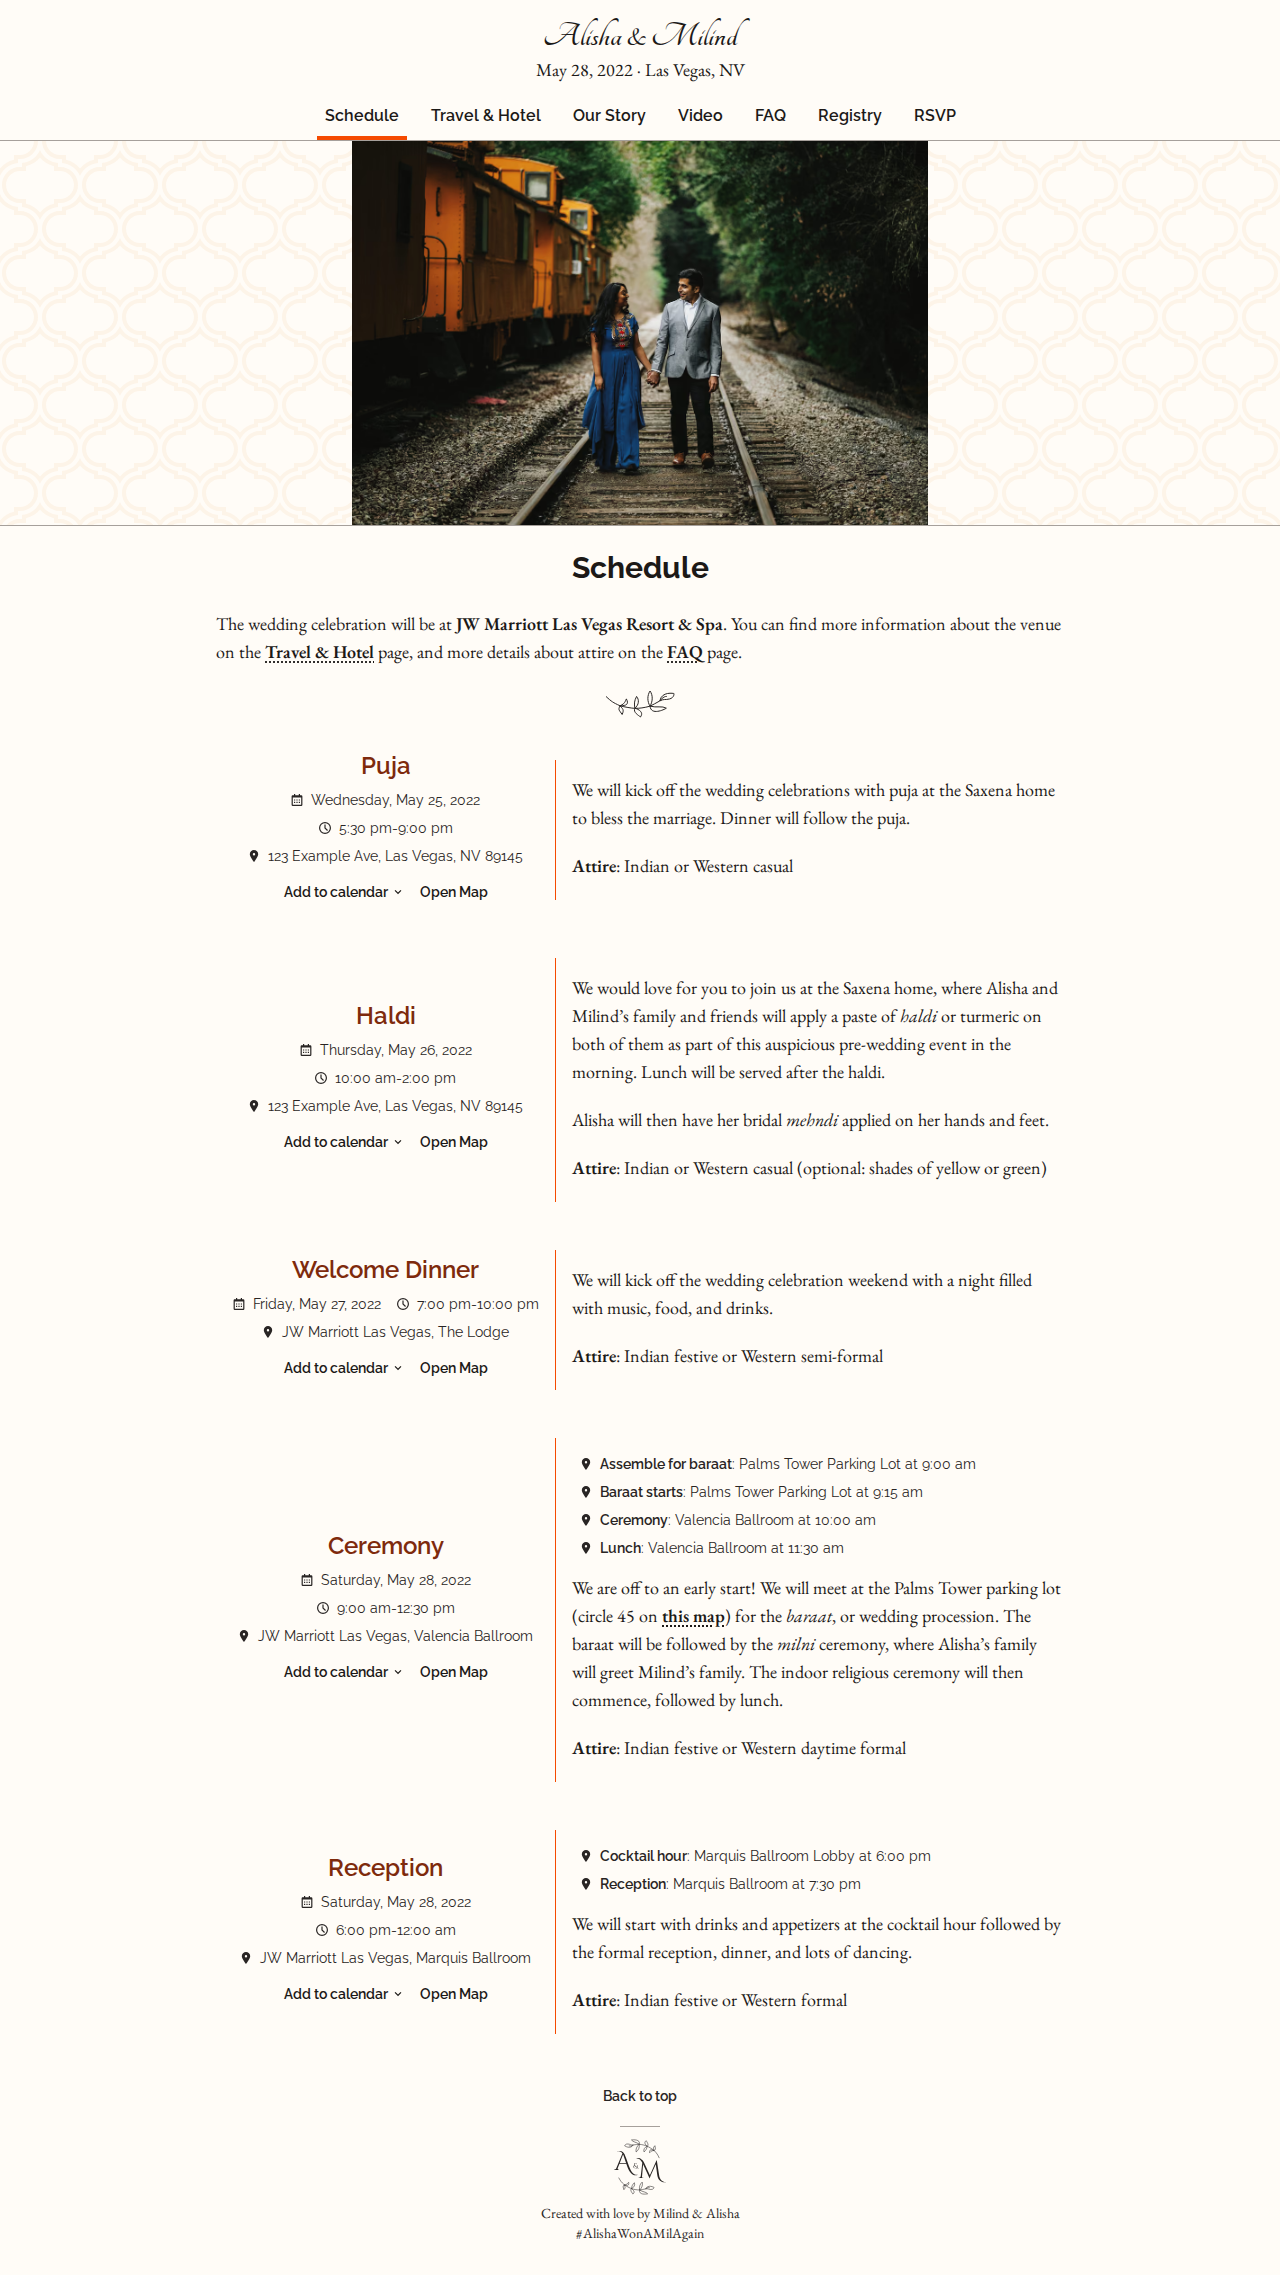 Alisha & Milind
May 28, 2022 · Las Vegas, NV
Schedule Travel & Hotel Our Story Video FAQ Registry RSVP
Schedule
The wedding celebration will be at JW Marriott Las Vegas Resort & Spa. You can find more information about the venue
on the Travel & Hotel page, and more details about attire on the FAQ page.
Puja
Wednesday, May 25, 2022
5:30 pm-9:00 pm
123 Example Ave, Las Vegas, NV 89145
Add to calendar Open Map
We will kick off the wedding celebrations with puja at the Saxena home
to bless the marriage. Dinner will follow the puja.
Attire: Indian or Western casual
Haldi
Thursday, May 26, 2022
10:00 am-2:00 pm
123 Example Ave, Las Vegas, NV 89145
Add to calendar Open Map
We would love for you to join us at the Saxena home, where Alisha and
Milind’s family and friends will apply a paste of haldi or turmeric on
both of them as part of this auspicious pre-wedding event in the
morning. Lunch will be served after the haldi.
Alisha will then have her bridal mehndi applied on her hands and feet.
Attire: Indian or Western casual (optional: shades of yellow or green)
Welcome Dinner
Friday, May 27, 2022 7:00 pm-10:00 pm
JW Marriott Las Vegas, The Lodge
Add to calendar Open Map
We will kick off the wedding celebration weekend with a night filled
with music, food, and drinks.
Attire: Indian festive or Western semi-formal
Ceremony
Saturday, May 28, 2022
9:00 am-12:30 pm
JW Marriott Las Vegas, Valencia Ballroom
Add to calendar Open Map
Assemble for baraat: Palms Tower Parking Lot at 9:00 am
Baraat starts: Palms Tower Parking Lot at 9:15 am
Ceremony: Valencia Ballroom at 10:00 am
Lunch: Valencia Ballroom at 11:30 am
We are off to an early start! We will meet at the Palms Tower parking lot
(circle 45 on this map) for the baraat, or wedding procession. The
baraat will be followed by the milni ceremony, where Alisha’s family
will greet Milind’s family. The indoor religious ceremony will then
commence, followed by lunch.
Attire: Indian festive or Western daytime formal
Reception
Saturday, May 28, 2022
6:00 pm-12:00 am
JW Marriott Las Vegas, Marquis Ballroom
Add to calendar Open Map
Cocktail hour: Marquis Ballroom Lobby at 6:00 pm
Reception: Marquis Ballroom at 7:30 pm
We will start with drinks and appetizers at the cocktail hour followed by
the formal reception, dinner, and lots of dancing.
Attire: Indian festive or Western formal
Back to top
A & M
Created with love by Milind & Alisha
#AlishaWonAMilAgain